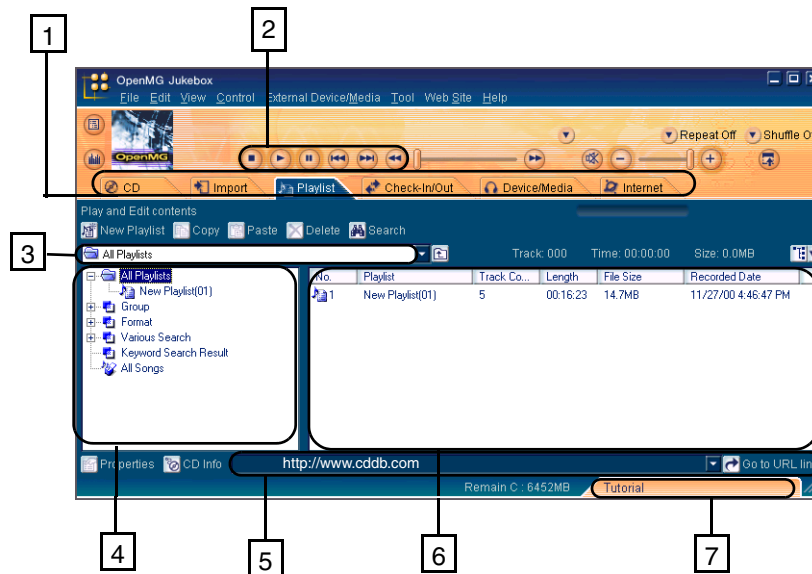 1
2
OpenMG Jukebox
File Edit View Control External Device/Media Tool Web Site Help
OpenMG
Repeat Off Shuffle O
CD Import Playlist Check-In/Out Device/Media Internet
Play and Edit contents
New Playlist Copy Paste Delete Search
3
All Playlists Track: 000 Time: 00:00:00 Size: 0.0MB
No. Playlist Track Co... Length File Size Recorded Date
1 New Playlist(01) 5 00:16:23 14.7MB 11/27/00 4:46:47 PM
All Playlists
New Playlist(01)
Group
Format
Various Search
Keyword Search Result
All Songs
Properties CD Info http://www.cddb.com Go to URL lin
Remain C : 6452MB Tutorial
4
5
6
7